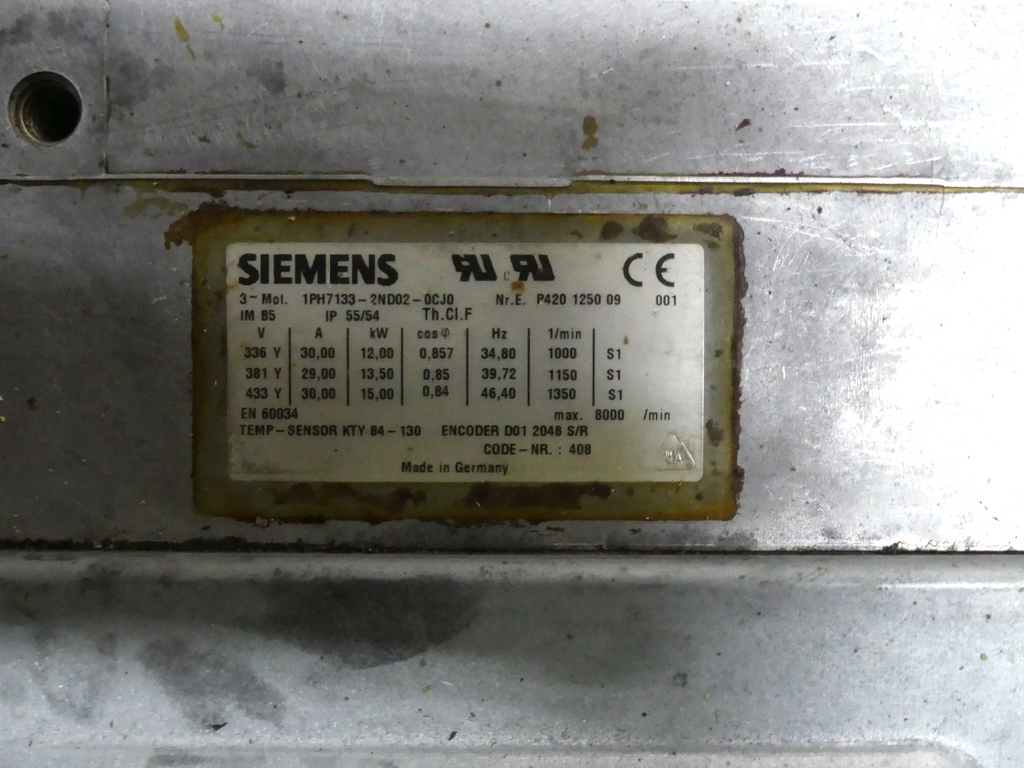 SIEMENS
3~Mot. 1PH7133-2ND02-0CJ0 Nr.E. P420 1250 09 001
IM B5 IP 55/54 Th.Cl.F
V A kW cosφ Hz 1/min
336 Y 30,00 12,00 0,857 34,80 1000 S1
381 Y 29,00 13,50 0,85 39,72 1150 S1
433 Y 30,00 15,00 0,84 46,40 1350 S1
EN 60034 max. 8000 /min
TEMP-SENSOR KTY 84-130 ENCODER D01 2048 S/R
CODE-NR.: 408
Made in Germany